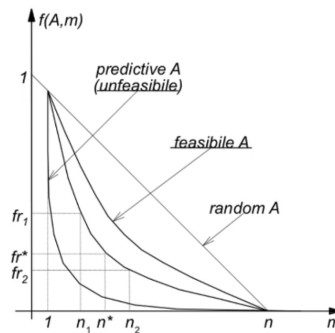 f(A,m)
1
predictive A
(unfeasibile)
feasibile A
random A
fr1
fr*
fr2
1 n1 n* n2 n m